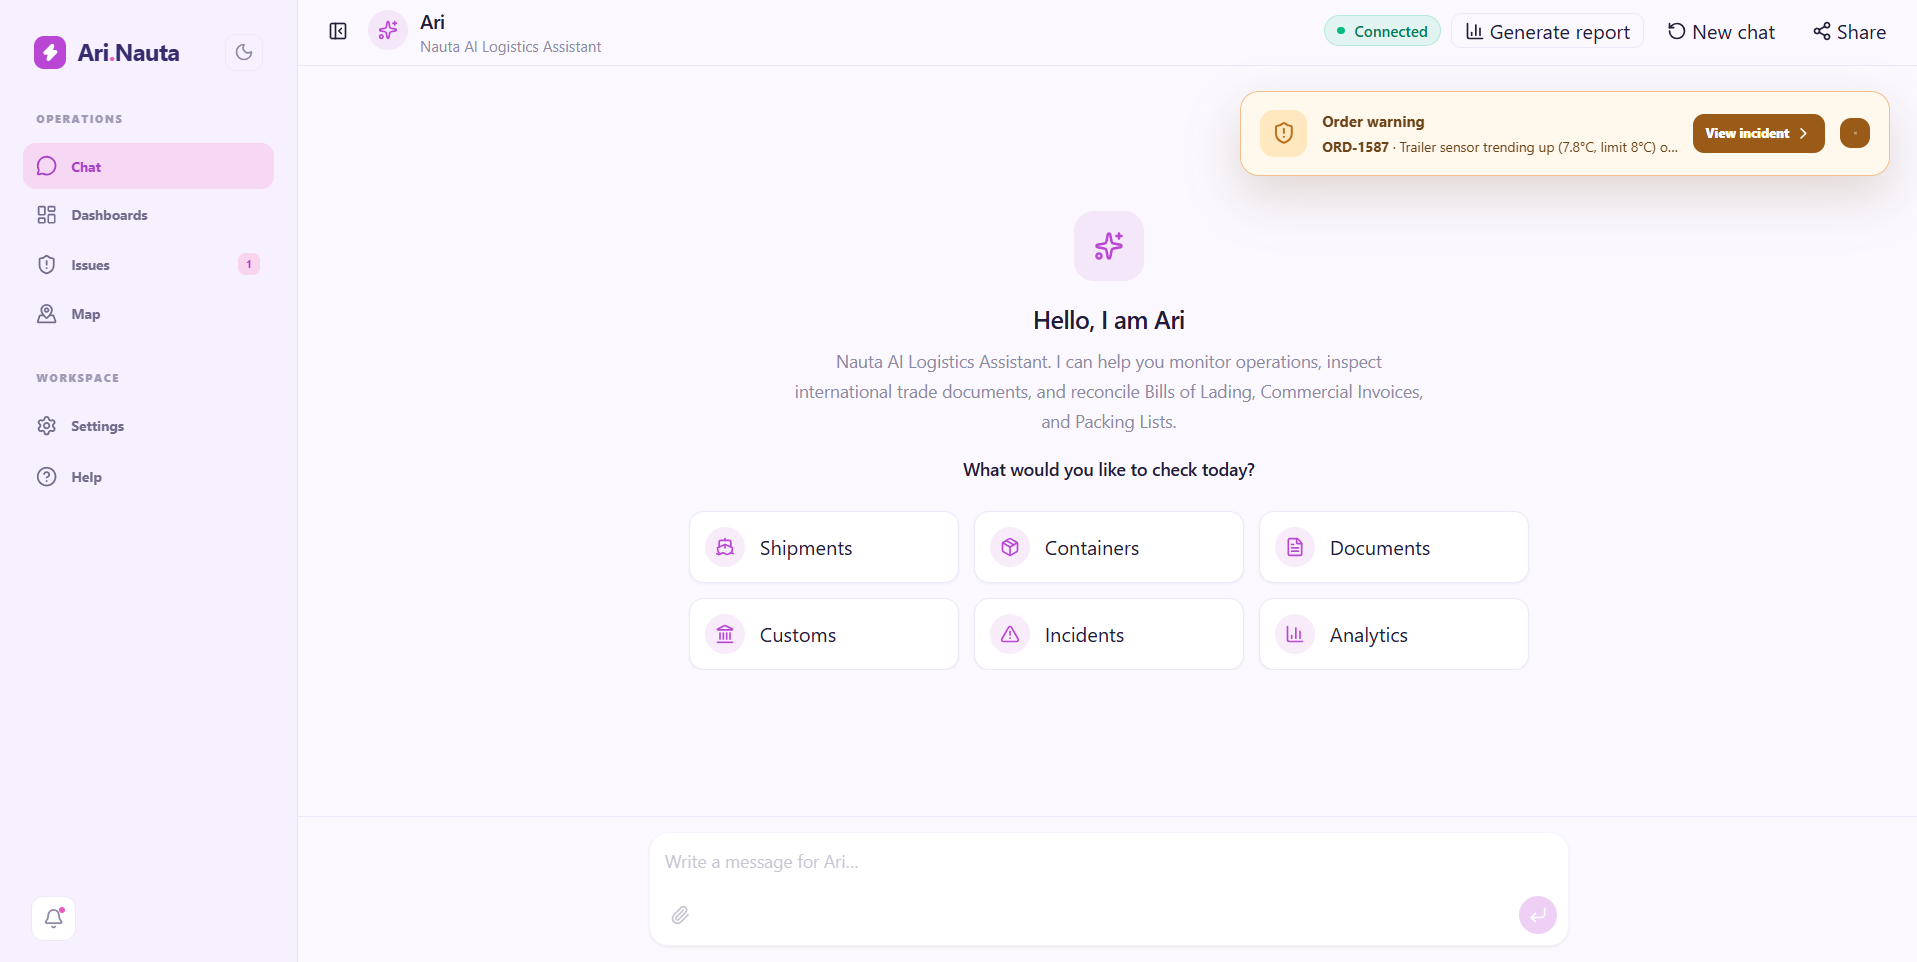 Ari.Nauta
OPERATIONS
Chat
Dashboards
Issues
1
Map
WORKSPACE
Settings
Help
Ari
Nauta AI Logistics Assistant
Connected
Generate report
New chat
Share
Order warning
ORD-1587 · Trailer sensor trending up (7.8°C, limit 8°C) o...
View incident
Hello, I am Ari
Nauta AI Logistics Assistant. I can help you monitor operations, inspect
international trade documents, and reconcile Bills of Lading, Commercial Invoices,
and Packing Lists.
What would you like to check today?
Shipments
Containers
Documents
Customs
Incidents
Analytics
Write a message for Ari...